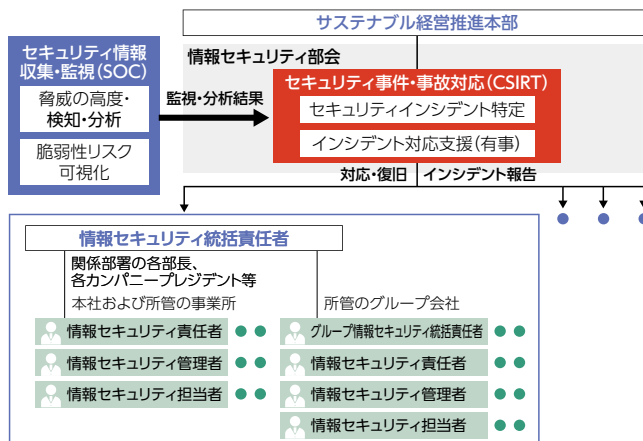 サステナブル経営推進本部
セキュリティ情報
収集・監視(SOC)
脅威の高度・
検知・分析
脆弱性リスク
可視化
監視・分析結果
情報セキュリティ部会
セキュリティ事件・事故対応(CSIRT)
セキュリティインシデント特定
インシデント対応支援(有事)
対応・復旧
インシデント報告
情報セキュリティ統括責任者
関係部署の各部長、
各カンパニープレジデント等
本社および所管の事業所
情報セキュリティ責任者
情報セキュリティ管理者
情報セキュリティ担当者
所管のグループ会社
グループ情報セキュリティ統括責任者
情報セキュリティ責任者
情報セキュリティ管理者
情報セキュリティ担当者